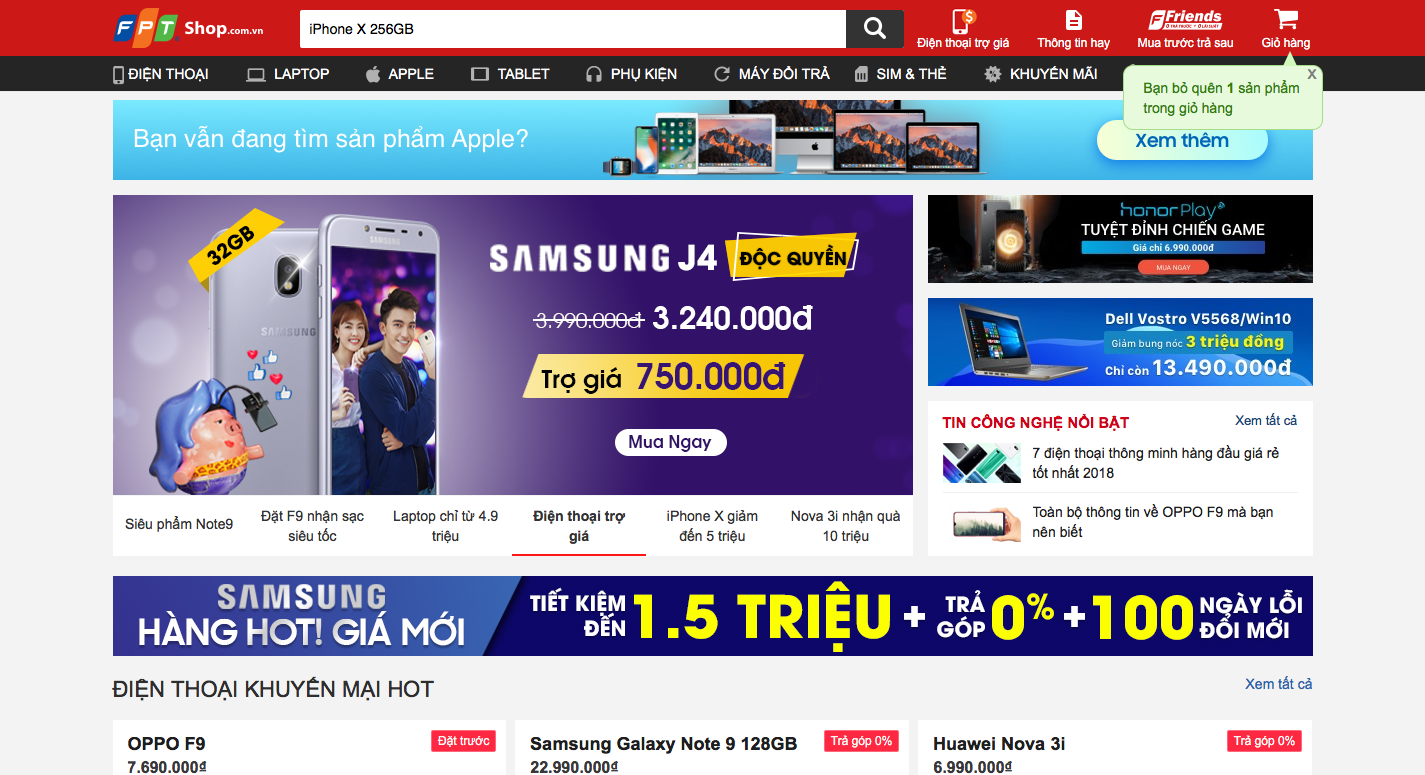 FPT Shop.com.vn
iPhone X 256GB
Điện thoại trợ giá
Thông tin hay
Friends
Mua trước trả sau
Giỏ hàng
ĐIỆN THOẠI
LAPTOP
APPLE
TABLET
PHỤ KIỆN
MÁY ĐỔI TRẢ
SIM & THẺ
KHUYẾN MÃI
X
Bạn bỏ quên 1 sản phẩm
trong giỏ hàng
Bạn vẫn đang tìm sản phẩm Apple?
Xem thêm
32GB
SAMSUNG
SAMSUNG
SAMSUNG J4 ĐỘC QUYỀN
3.990.000đ 3.240.000đ
Trợ giá 750.000đ
Mua Ngay
Siêu phẩm Note9
Đặt F9 nhận sạc
siêu tốc
Laptop chỉ từ 4.9
triệu
Điện thoại trợ
giá
iPhone X giảm
đến 5 triệu
Nova 3i nhận quà
10 triệu
honor Play
TUYỆT ĐỈNH CHIẾN GAME
Giá chỉ 6.990.000đ
MUA NGAY
Dell Vostro V5568/Win10
Giảm bung nóc 3 triệu đồng
Chỉ còn 13.490.000đ
TIN CÔNG NGHỆ NỔI BẬT
Xem tất cả
7 điện thoại thông minh hàng đầu giá rẻ
tốt nhất 2018
Toàn bộ thông tin về OPPO F9 mà bạn
nên biết
SAMSUNG
HÀNG HOT! GIÁ MỚI
TIẾT KIỆM
ĐẾN
1.5 TRIỆU +
TRẢ
GÓP
0% + 100
NGÀY LỖI
ĐỔI MỚI
ĐIỆN THOẠI KHUYẾN MẠI HOT
Xem tất cả
OPPO F9
Đặt trước
7.690.000₫
Samsung Galaxy Note 9 128GB
Trả góp 0%
22.990.000₫
Huawei Nova 3i
Trả góp 0%
6.990.000₫